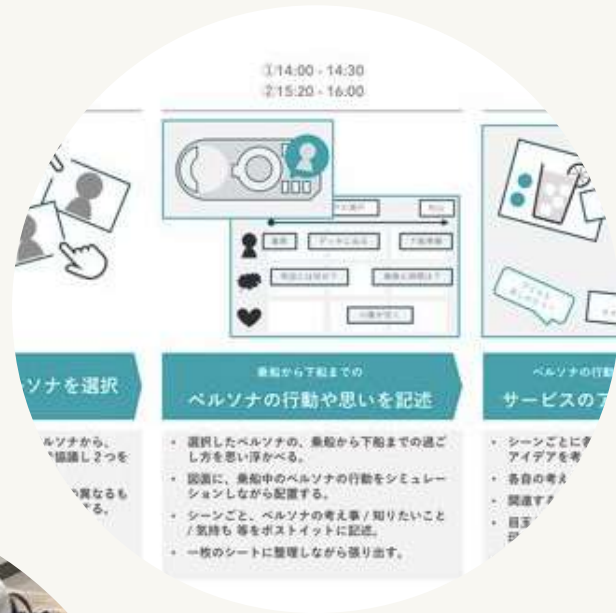 ①14:00 - 14:30
②15:20 - 16:00
ソナを選択
乗船から下船までの
ペルソナの行動や思いを記述
ペルソナの行動
サービスのア
ルソナから、
協議し2つを
の異なるも
する。
・ 選択したペルソナの、乗船から下船までの過ご
し方を思い浮かべる。
・ 図面に、乗船中のペルソナの行動をシミュレー
ションしながら配置する。
・ シーンごと、ペルソナの考え事 / 知りたいこと
/ 気持ち 等をポストイットに記述。
・ 一枚のシートに整理しながら張り出す。
・ シーンごとに各
アイデアを考
・ 各自の考え
・ 関連する
・ 目玉